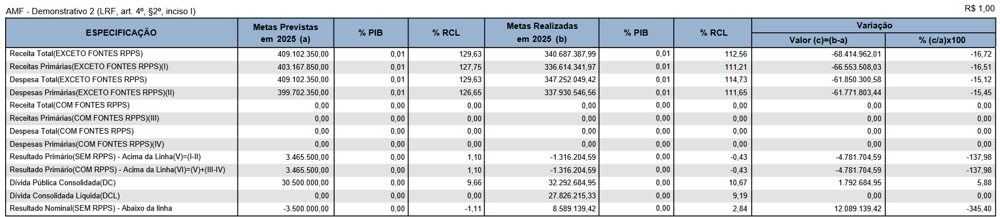 AMF - Demonstrativo 2 (LRF, art. 4º, §2º, inciso I)
R$ 1,00
ESPECIFICAÇÃO Metas Previstas em 2025 (a) % PIB % RCL Metas Realizadas em 2025 (b) % PIB % RCL Variação
Valor (c)=(b-a) % (c/a)x100
Receita Total(EXCETO FONTES RPPS) 409.102.350,00 0,01 129,63 340.687.387,99 0,01 112,56 -68.414.962,01 -16,72
Receitas Primárias(EXCETO FONTES RPPS)(I) 403.167.850,00 0,01 127,75 336.614.341,97 0,01 111,21 -66.553.508,03 -16,51
Despesa Total(EXCETO FONTES RPPS) 409.102.350,00 0,01 129,63 347.252.049,42 0,01 114,73 -61.850.300,58 -15,12
Despesas Primárias(EXCETO FONTES RPPS)(II) 399.702.350,00 0,01 126,65 337.930.546,56 0,01 111,65 -61.771.803,44 -15,45
Receita Total(COM FONTES RPPS) 0,00 0,00 0,00 0,00 0,00 0,00 0,00 0,00
Receitas Primárias(COM FONTES RPPS)(III) 0,00 0,00 0,00 0,00 0,00 0,00 0,00 0,00
Despesa Total(COM FONTES RPPS) 0,00 0,00 0,00 0,00 0,00 0,00 0,00 0,00
Despesas Primárias(COM FONTES RPPS)(IV) 0,00 0,00 0,00 0,00 0,00 0,00 0,00 0,00
Resultado Primário(SEM RPPS) - Acima da Linha(V)=(I-II) 3.465.500,00 0,00 1,10 -1.316.204,59 0,00 -0,43 -4.781.704,59 -137,98
Resultado Primário(COM RPPS) - Acima da Linha(VI)=(V)+(III-IV) 3.465.500,00 0,00 1,10 -1.316.204,59 0,00 -0,43 -4.781.704,59 -137,98
Dívida Pública Consolidada(DC) 30.500.000,00 0,00 9,66 32.292.684,95 0,00 10,67 1.792.684,95 5,88
Dívida Consolidada Líquida(DCL) 0,00 0,00 0,00 27.826.215,33 0,00 9,19 0,00 0,00
Resultado Nominal(SEM RPPS) - Abaixo da linha -3.500.000,00 0,00 -1,11 8.589.139,42 0,00 2,84 12.089.139,42 -345,40